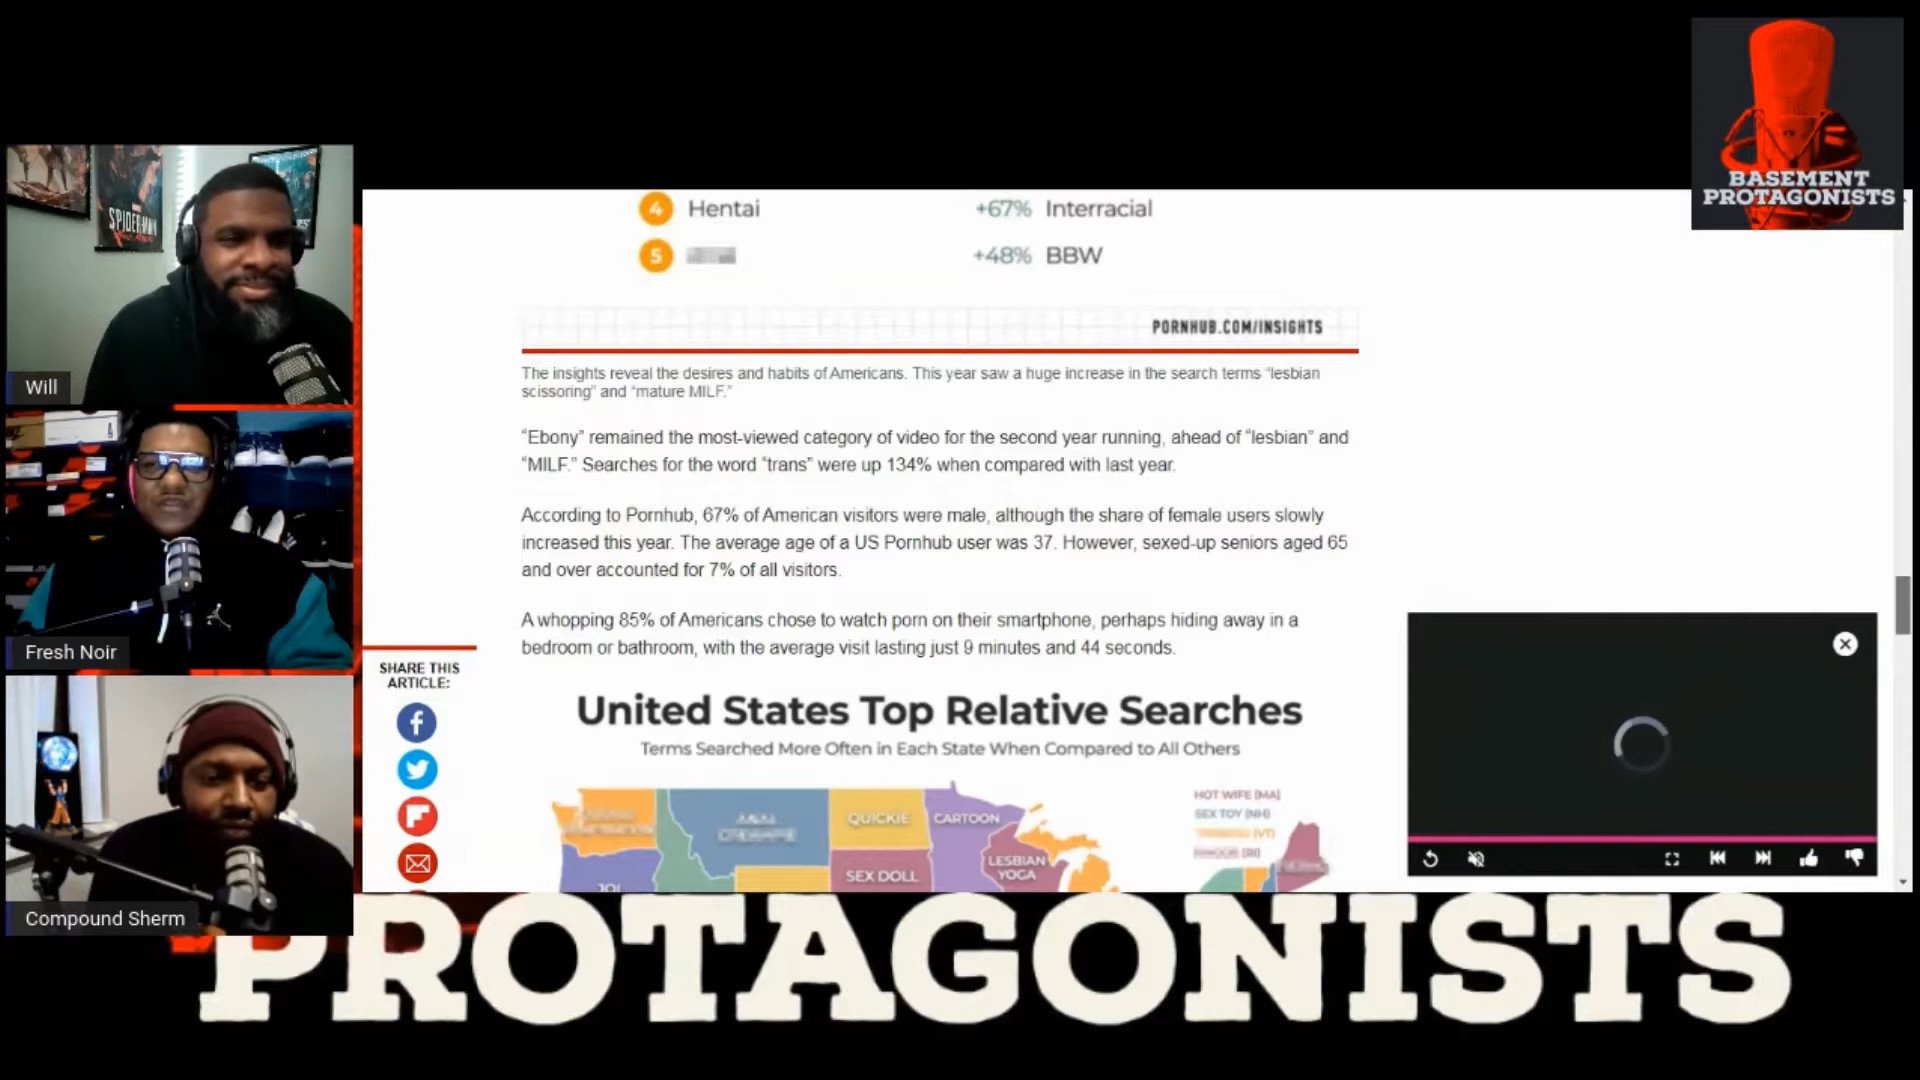 BASEMENT
PROTAGONISTS
SPIDER-MAN
Will
Fresh Noir
Compound Sherm
4 Hentai +67% Interracial
5 +48% BBW
PORNHUB.COM/INSIGHTS
The insights reveal the desires and habits of Americans. This year saw a huge increase in the search terms “lesbian
scissoring” and “mature MILF.”
“Ebony” remained the most-viewed category of video for the second year running, ahead of “lesbian” and
“MILF.” Searches for the word “trans” were up 134% when compared with last year.
According to Pornhub, 67% of American visitors were male, although the share of female users slowly
increased this year. The average age of a US Pornhub user was 37. However, sexed-up seniors aged 65
and over accounted for 7% of all visitors.
A whopping 85% of Americans chose to watch porn on their smartphone, perhaps hiding away in a
bedroom or bathroom, with the average visit lasting just 9 minutes and 44 seconds.
SHARE THIS
ARTICLE:
United States Top Relative Searches
Terms Searched More Often in Each State When Compared to All Others
HOT WIFE (MA)
SEX TOY (NH)
(VT)
(RI)
QUICKIE
CARTOON
LESBIAN
YOGA
SEX DOLL
JOI
PROTAGONISTS